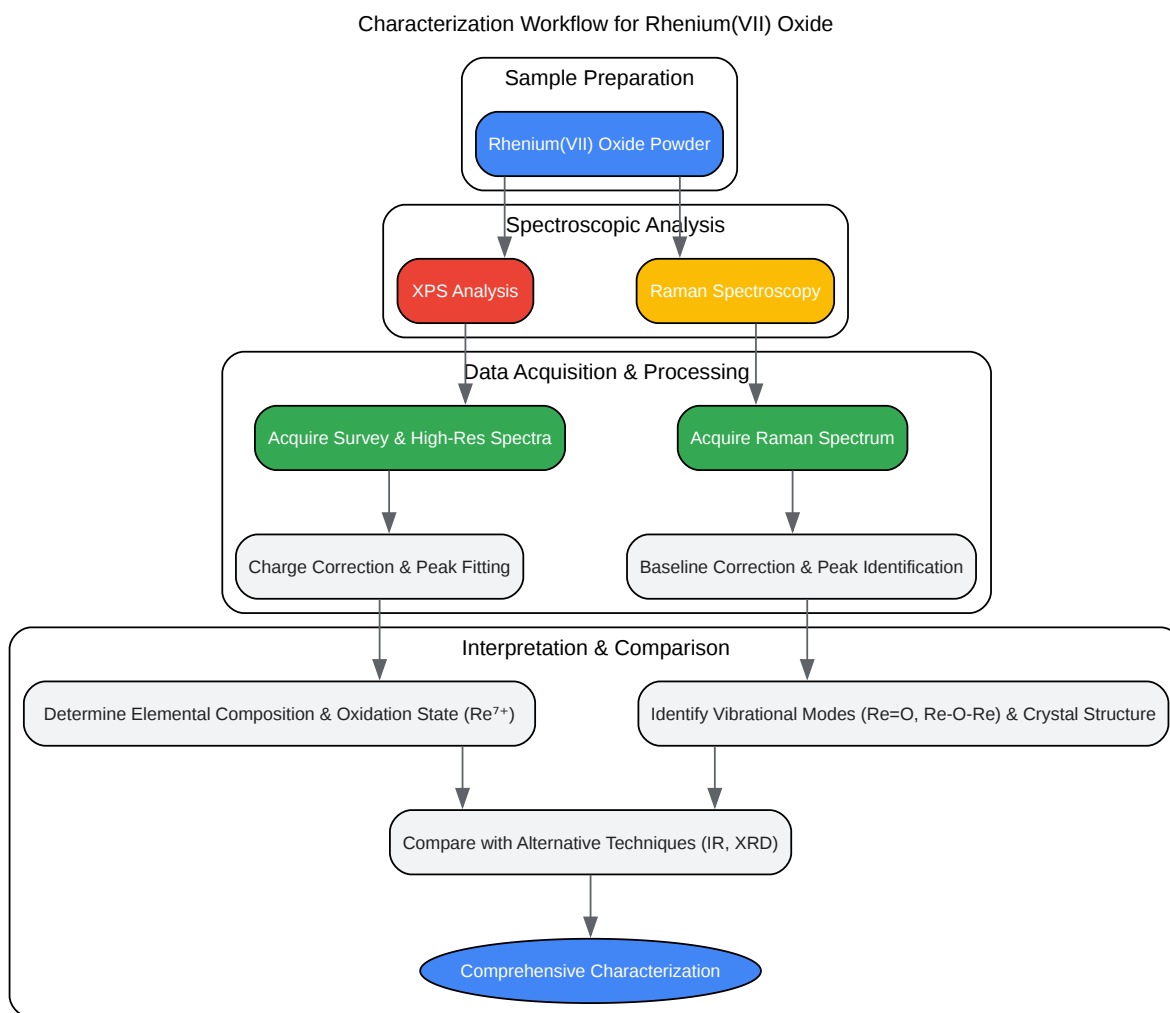 Characterization Workflow for Rhenium(VII) Oxide
Sample Preparation
Rhenium(VII) Oxide Powder
Spectroscopic Analysis
XPS Analysis
Raman Spectroscopy
Data Acquisition & Processing
Acquire Survey & High-Res Spectra
Acquire Raman Spectrum
Charge Correction & Peak Fitting
Baseline Correction & Peak Identification
Interpretation & Comparison
Determine Elemental Composition & Oxidation State (Re⁷⁺)
Identify Vibrational Modes (Re=O, Re-O-Re) & Crystal Structure
Compare with Alternative Techniques (IR, XRD)
Comprehensive Characterization